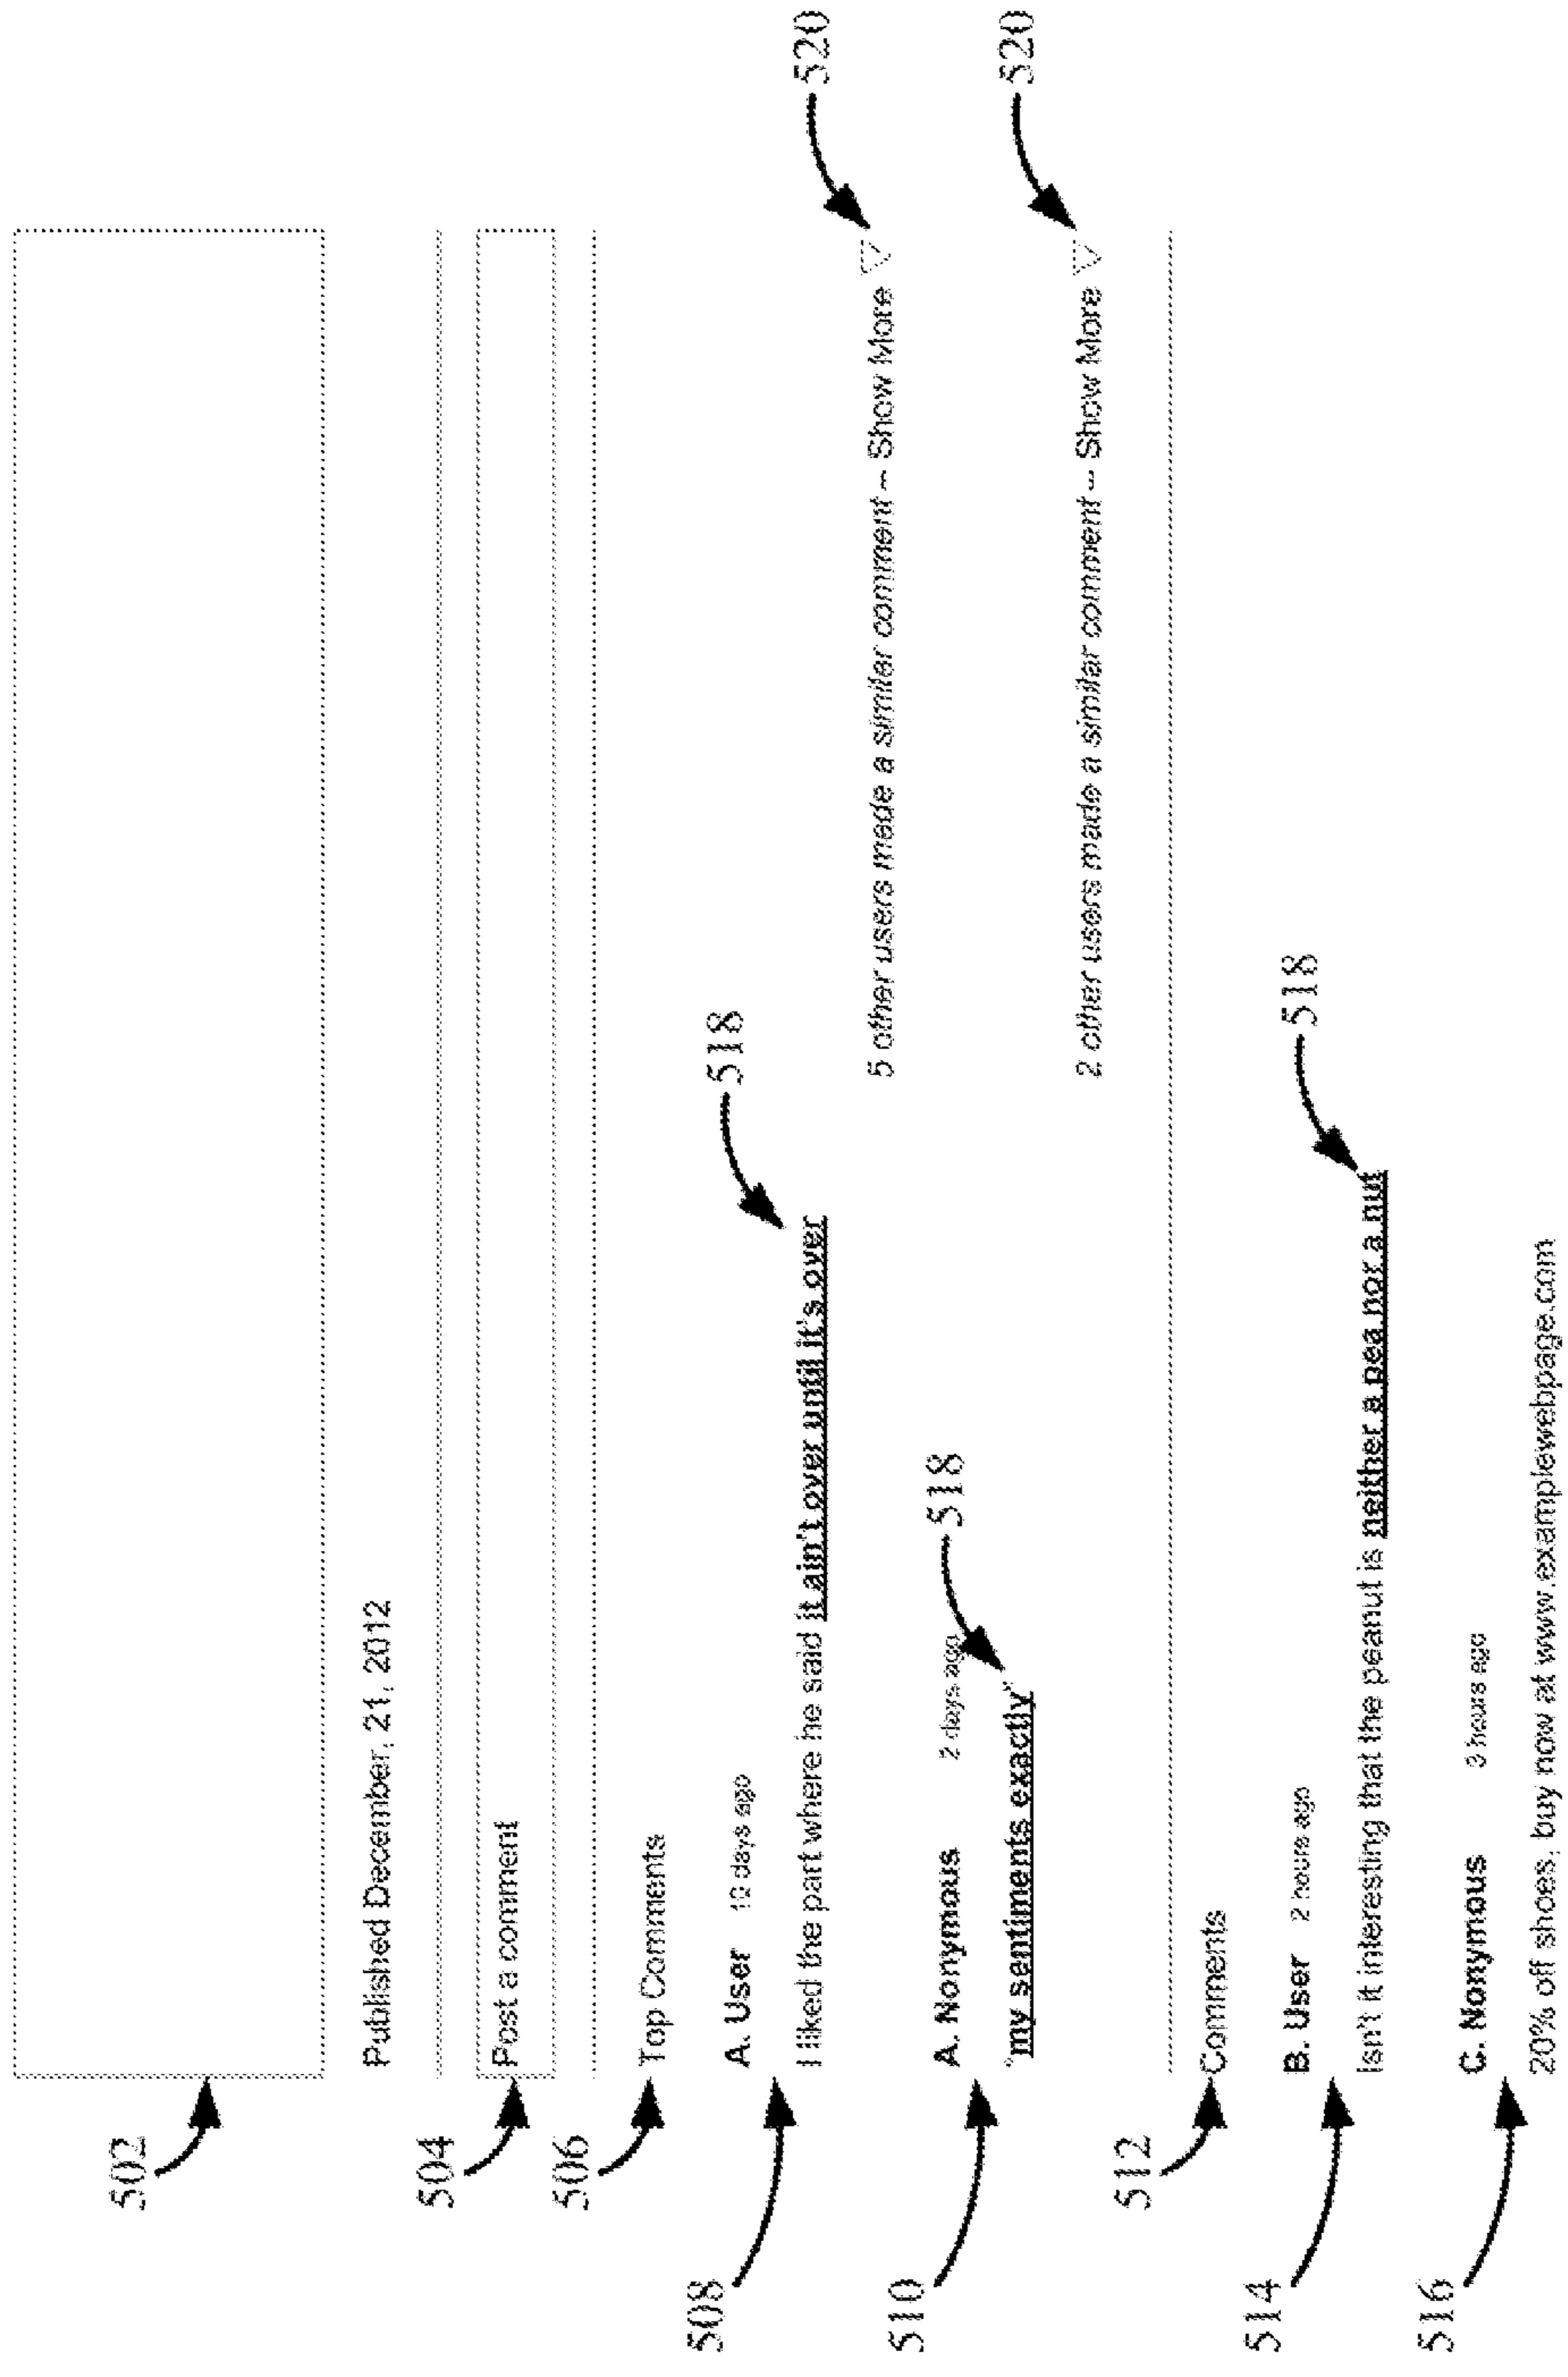 502
Published December, 21, 2012
504
Post a comment
506
Top Comments
508
A. User 10 days ago
518
I liked the part where he said it ain't over until it's over
520
5 other users made a similar comment -- Show More
510
A. Nonymous 2 days ago
518
"my sentiments exactly"
520
2 other users made a similar comment -- Show More
512
Comments
514
B. User 2 hours ago
518
Isn't it interesting that the peanut is neither a pea nor a nut
516
C. Nonymous 3 hours ago
20% off shoes, buy now at www.examplewebpage.com